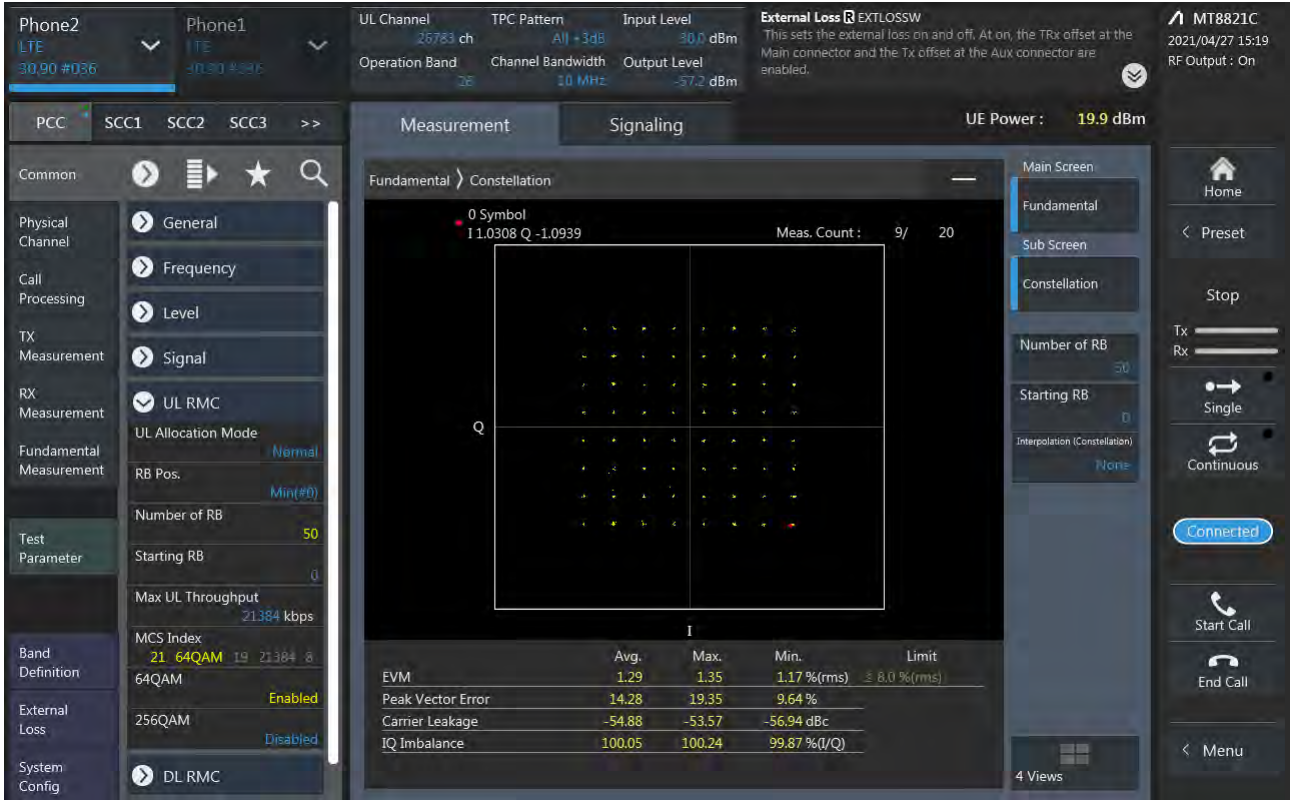 Phone2
LTE
30.90 #036
Phone1
LTE
30.90 #036
UL Channel
26783 ch
TPC Pattern
All +3dB
Input Level
30.0 dBm
Operation Band
26
Channel Bandwidth
10 MHz
Output Level
-57.2 dBm
External Loss R EXTLOSSW
This sets the external loss on and off. At on, the TRx offset at the
Main connector and the Tx offset at the Aux connector are
enabled.
MT8821C
2021/04/27 15:19
RF Output : On
PCC SCC1 SCC2 SCC3 >>
Measurement
Signaling
UE Power : 19.9 dBm
Common
Physical
Channel
Call
Processing
TX
Measurement
RX
Measurement
Fundamental
Measurement
Test
Parameter
Band
Definition
External
Loss
System
Config
General
Frequency
Level
Signal
UL RMC
UL Allocation Mode
Normal
RB Pos.
Min(#0)
Number of RB
50
Starting RB
0
Max UL Throughput
21384 kbps
MCS Index
21 64QAM 19 21384 8
64QAM
Enabled
256QAM
Disabled
DL RMC
Fundamental 〉 Constellation
0 Symbol
I 1.0308 Q -1.0939
Meas. Count : 9/ 20
Q
I
Avg. Max. Min. Limit
EVM 1.29 1.35 1.17 %(rms) ≦ 8.0 %(rms)
Peak Vector Error 14.28 19.35 9.64 %
Carrier Leakage -54.88 -53.57 -56.94 dBc
IQ Imbalance 100.05 100.24 99.87 %(I/Q)
Main Screen
Fundamental
Sub Screen
Constellation
Number of RB
50
Starting RB
0
Interpolation (Constellation)
None
4 Views
Home
< Preset
Stop
Tx
Rx
Single
Continuous
Connected
Start Call
End Call
< Menu